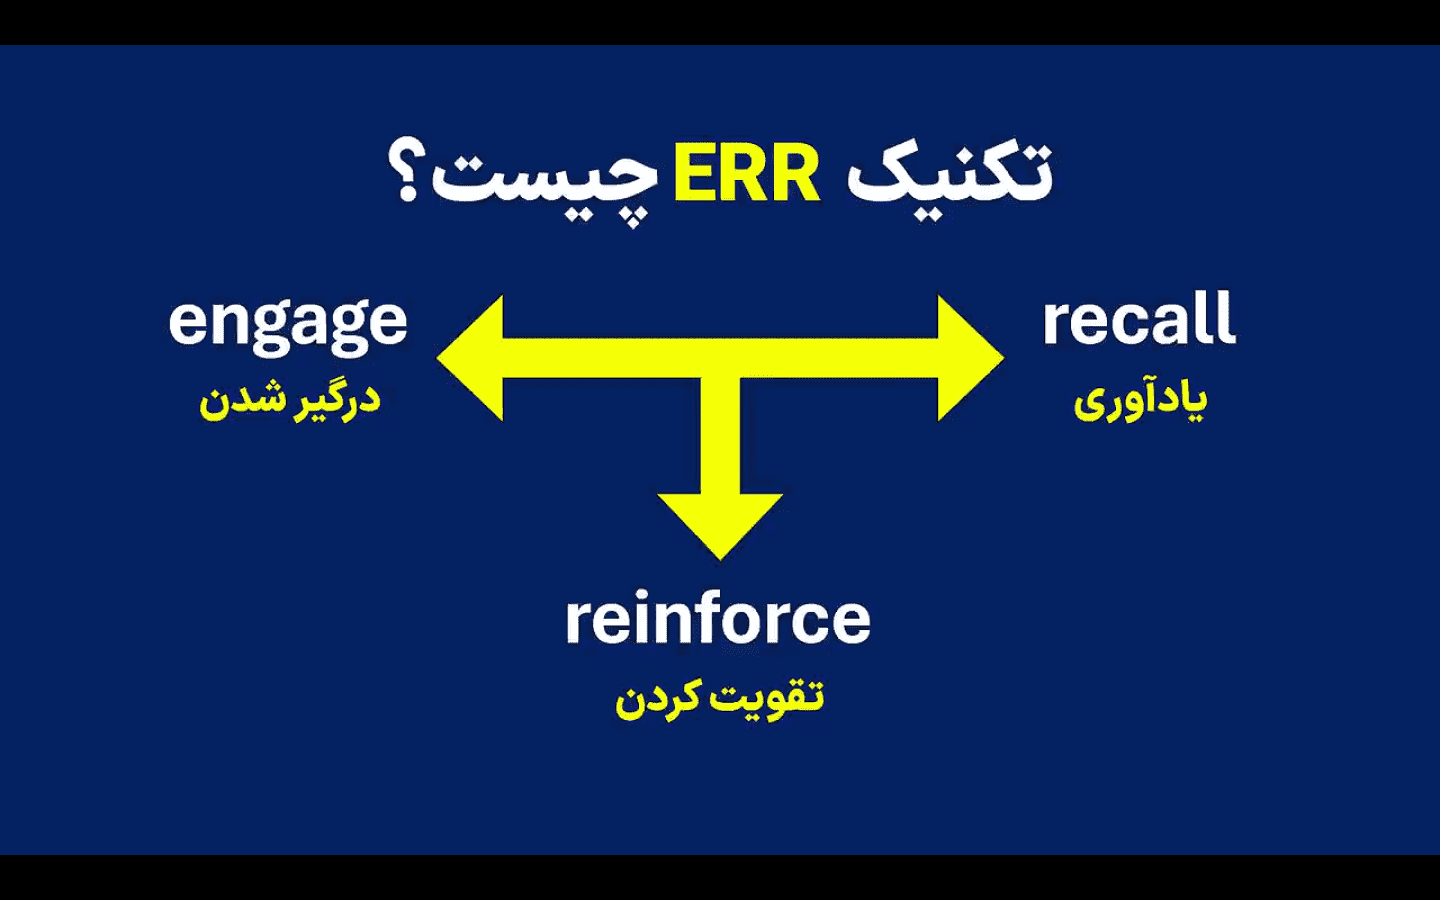 تکنیک ERR چیست؟
engage
درگیر شدن
recall
یادآوری
reinforce
تقویت کردن